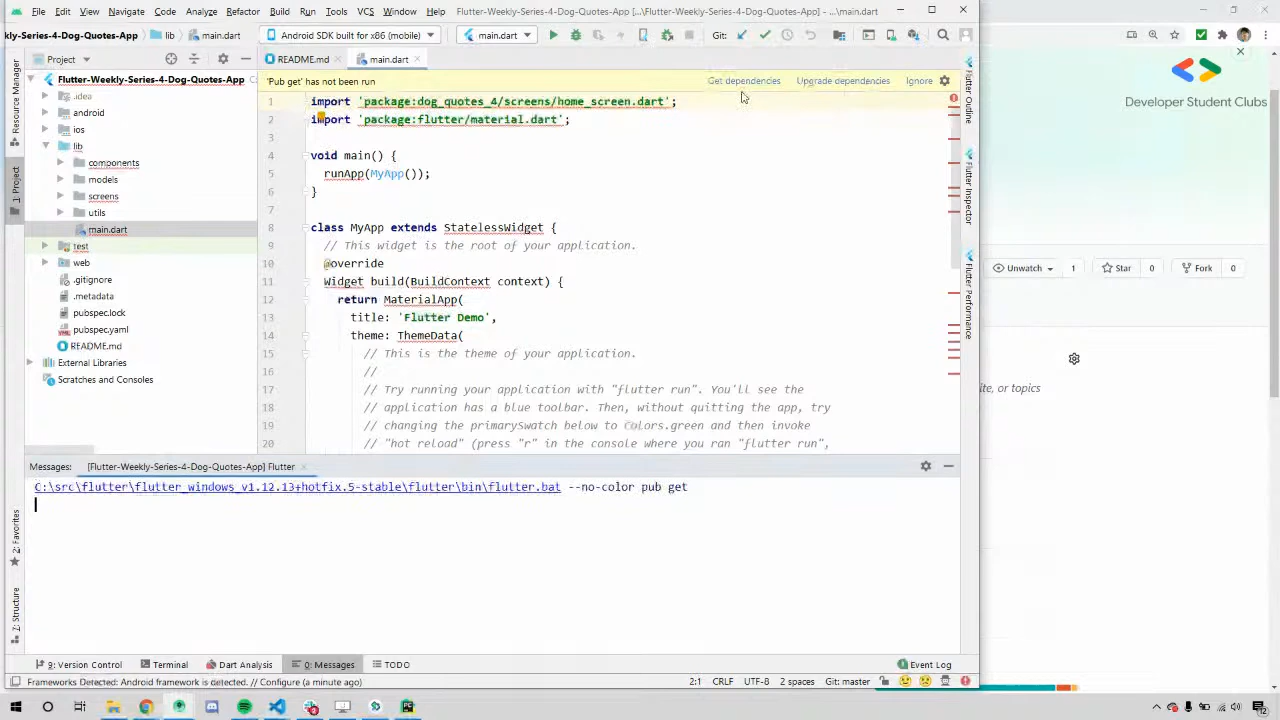 File Edit View Navigate Code Analyze Refactor Build Run Tools VCS Window Help Flutter-Weekly-Series-4-Dog-Quotes-App [...\Flutter-Weekly-Series-4-Dog-Quotes-App] - ...\main.dart
kly-Series-4-Dog-Quotes-App lib main.dart Android SDK built for x86 (mobile) main.dart Git:
Project README.md main.dart
Flutter-Weekly-Series-4-Dog-Quotes-App
.idea
android
ios
lib
components
models
screens
utils
main.dart
test
web
.gitignore
.metadata
pubspec.lock
pubspec.yaml
README.md
External Libraries
Scratches and Consoles
Resource Manager
1: Project
2: Favorites
Z: Structure
'Pub get' has not been run Get dependencies Upgrade dependencies Ignore
1 import 'package:dog_quotes_4/screens/home_screen.dart';
2 import 'package:flutter/material.dart';
3
4 void main() {
5 runApp(MyApp());
6 }
7
8 class MyApp extends StatelessWidget {
9 // This widget is the root of your application.
10 @override
11 Widget build(BuildContext context) {
12 return MaterialApp(
13 title: 'Flutter Demo',
14 theme: ThemeData(
15 // This is the theme of your application.
16 //
17 // Try running your application with "flutter run". You'll see the
18 // application has a blue toolbar. Then, without quitting the app, try
19 // changing the primarySwatch below to Colors.green and then invoke
20 // "hot reload" (press "r" in the console where you ran "flutter run",
Flutter Outline
Flutter Inspector
Flutter Performance
Messages: [Flutter-Weekly-Series-4-Dog-Quotes-App] Flutter
C:\src\flutter\flutter_windows_v1.12.13+hotfix.5-stable\flutter\bin\flutter.bat --no-color pub get
9: Version Control Terminal Dart Analysis 0: Messages TODO Event Log
Frameworks Detected: Android framework is detected. // Configure (a minute ago) 2:1 CRLF UTF-8 2 spaces Git: master
Developer Student Clubs
Unwatch 1 Star 0 Fork 0
ite, or topics